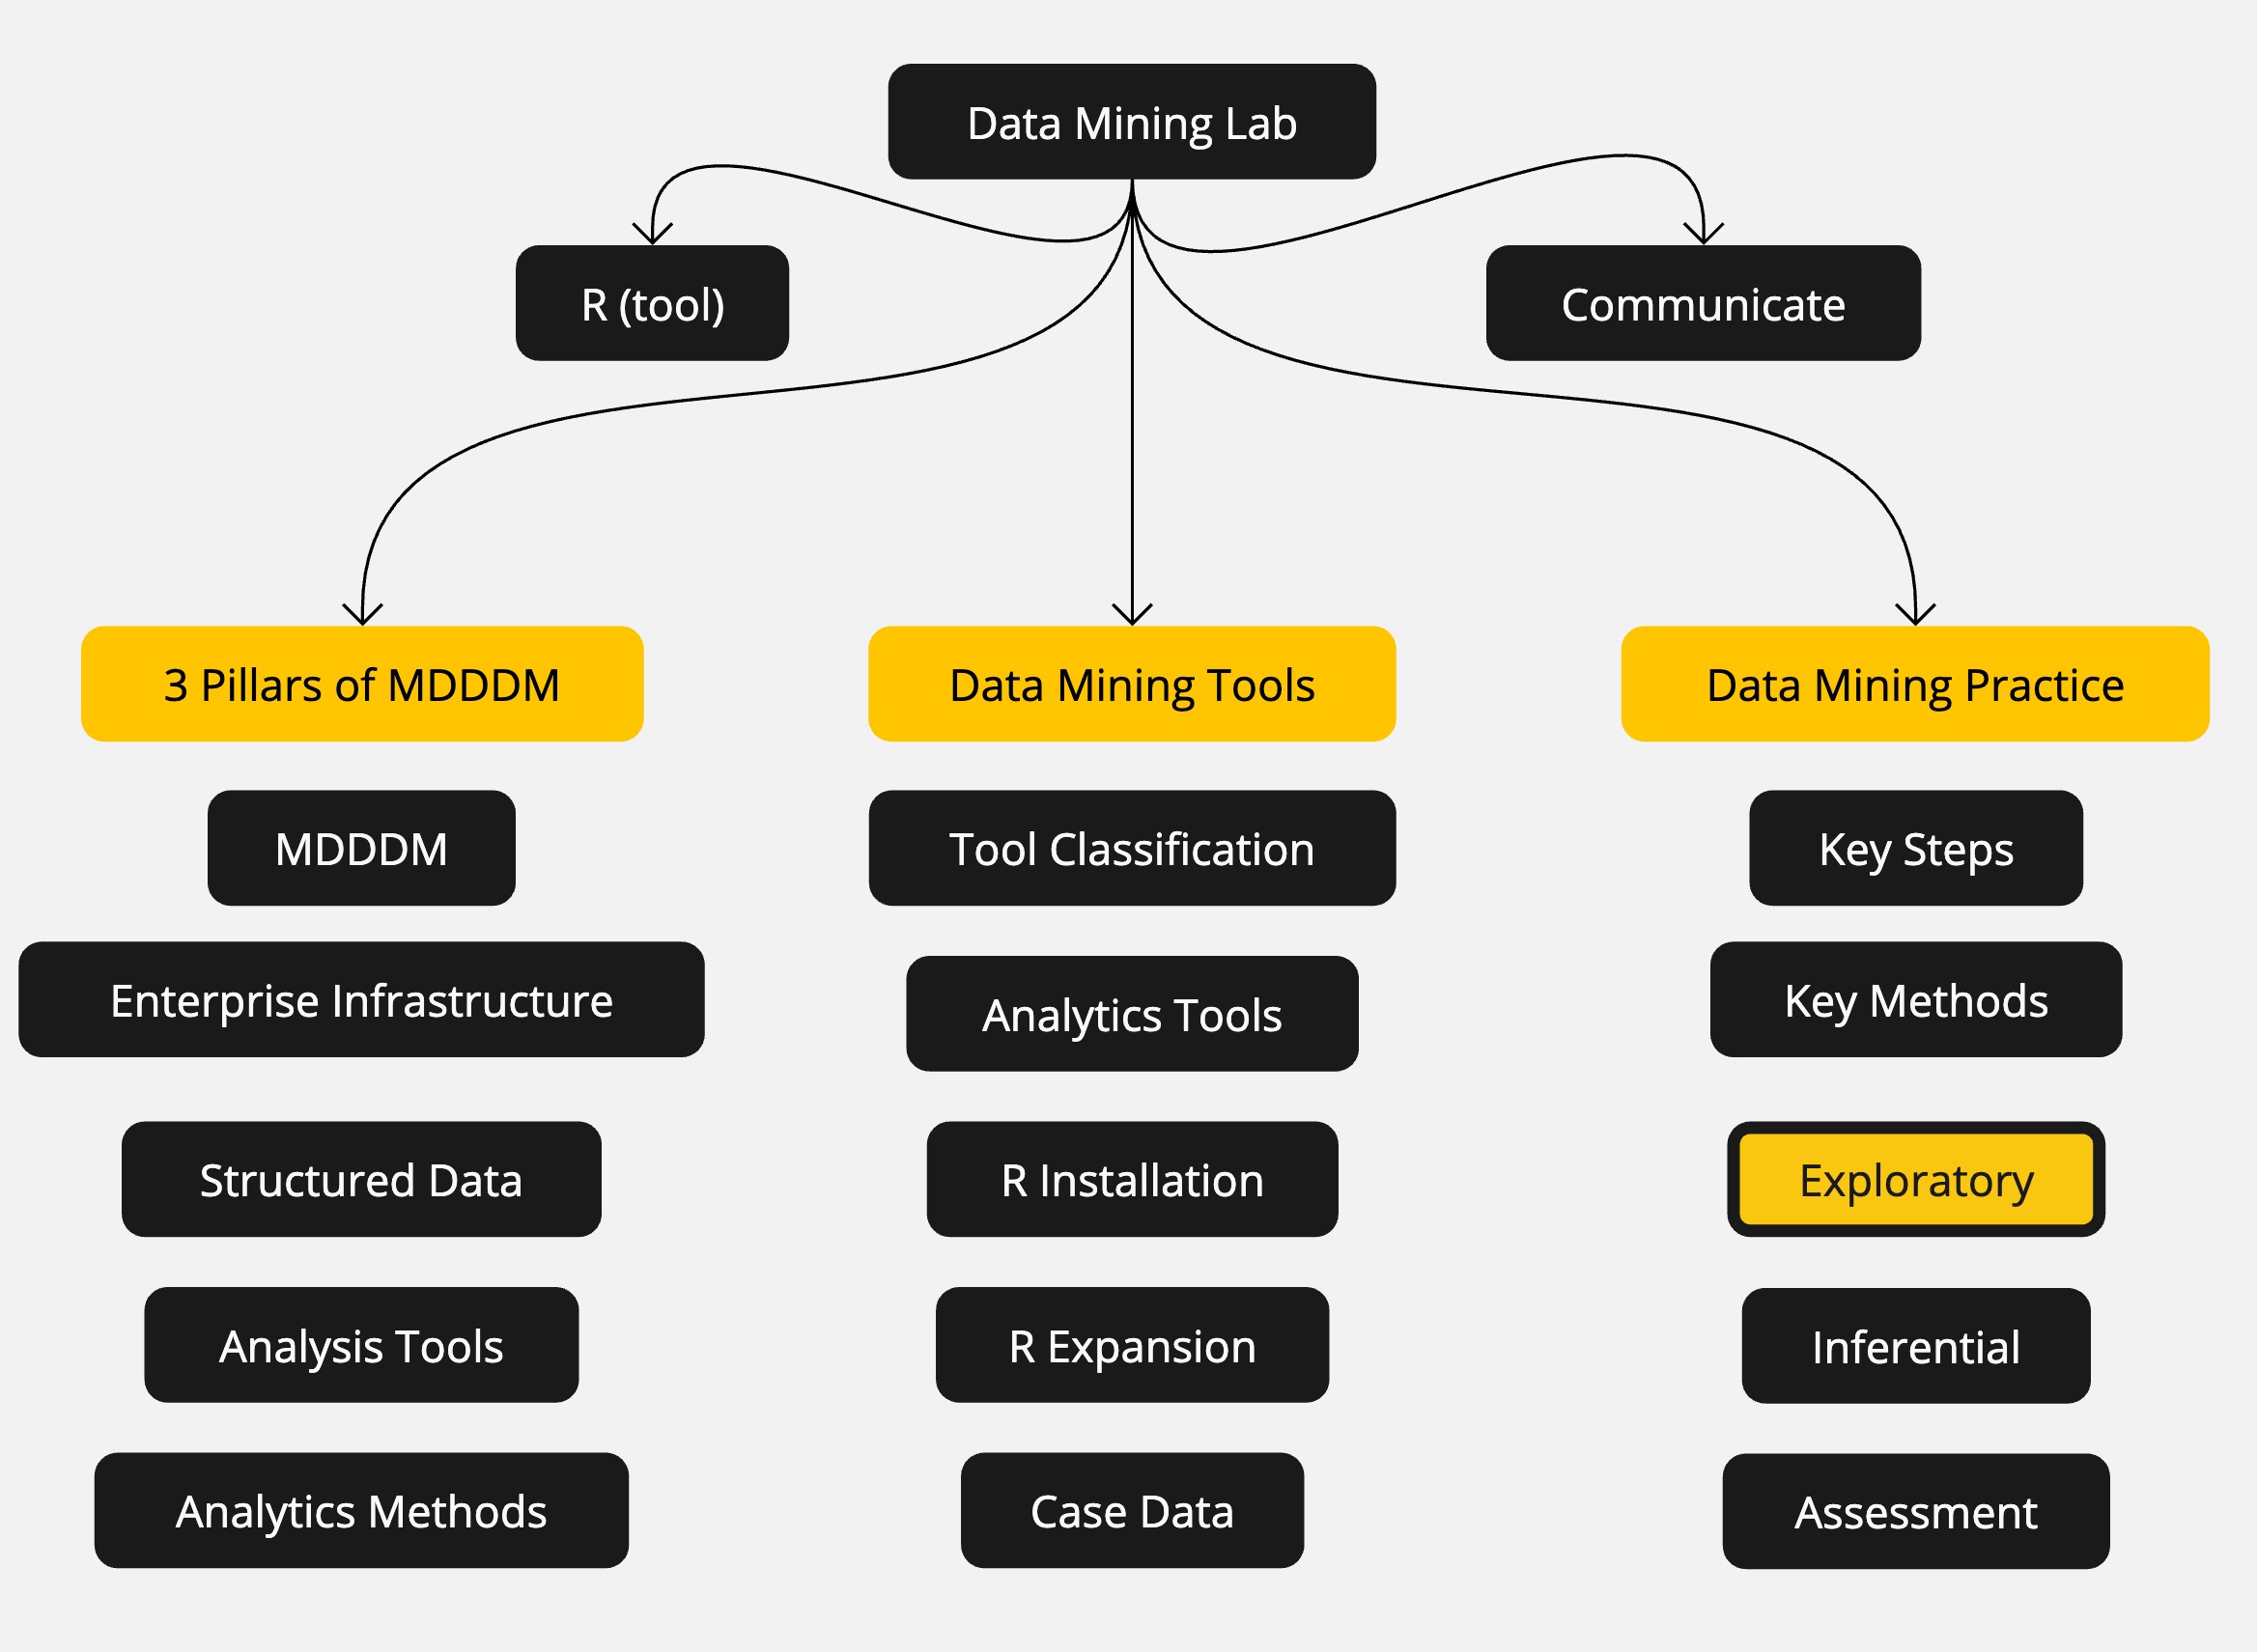 Data Mining Lab
R (tool)
Communicate
3 Pillars of MDDDM
Data Mining Tools
Data Mining Practice
MDDDM
Enterprise Infrastructure
Structured Data
Analysis Tools
Analytics Methods
Tool Classification
Analytics Tools
R Installation
R Expansion
Case Data
Key Steps
Key Methods
Exploratory
Inferential
Assessment